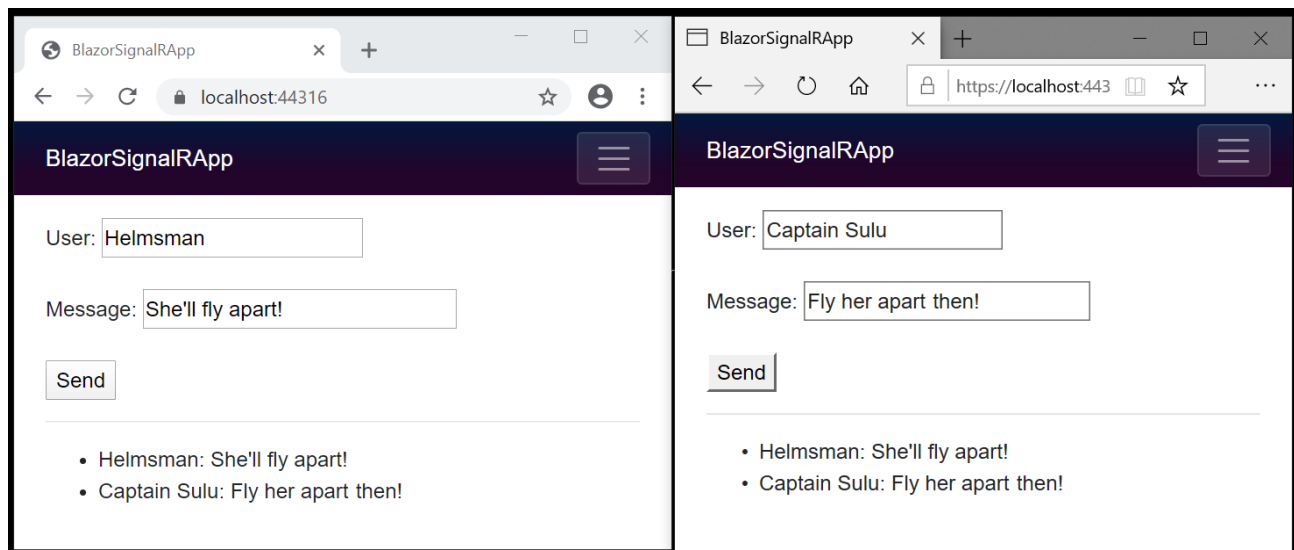 BlazorSignalRApp
localhost:44316
BlazorSignalRApp
User: Helmsman
Message: She'll fly apart!
Send
Helmsman: She'll fly apart!
Captain Sulu: Fly her apart then!
BlazorSignalRApp
https://localhost:443
BlazorSignalRApp
User: Captain Sulu
Message: Fly her apart then!
Send
Helmsman: She'll fly apart!
Captain Sulu: Fly her apart then!